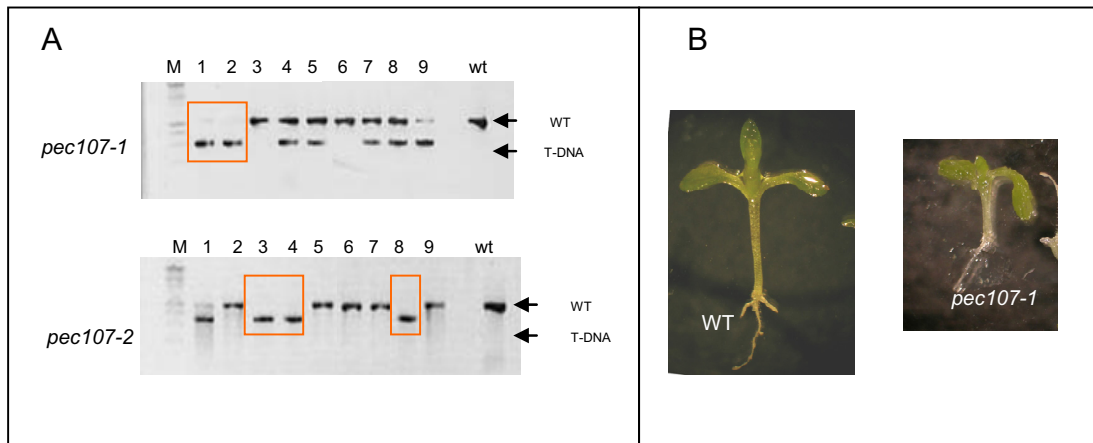 A
M 1 2 3 4 5 6 7 8 9 wt
WT
pec107-1
T-DNA
M 1 2 3 4 5 6 7 8 9 wt
WT
pec107-2
T-DNA
B
WT
pec107-1